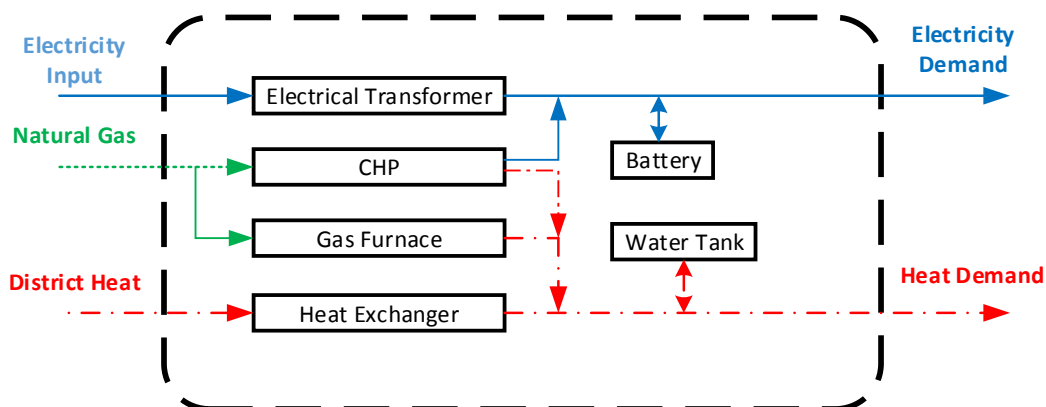 Electricity
Input
Electricity
Demand
Electrical Transformer
Natural Gas
CHP
Battery
Gas Furnace
Water Tank
District Heat
Heat Exchanger
Heat Demand